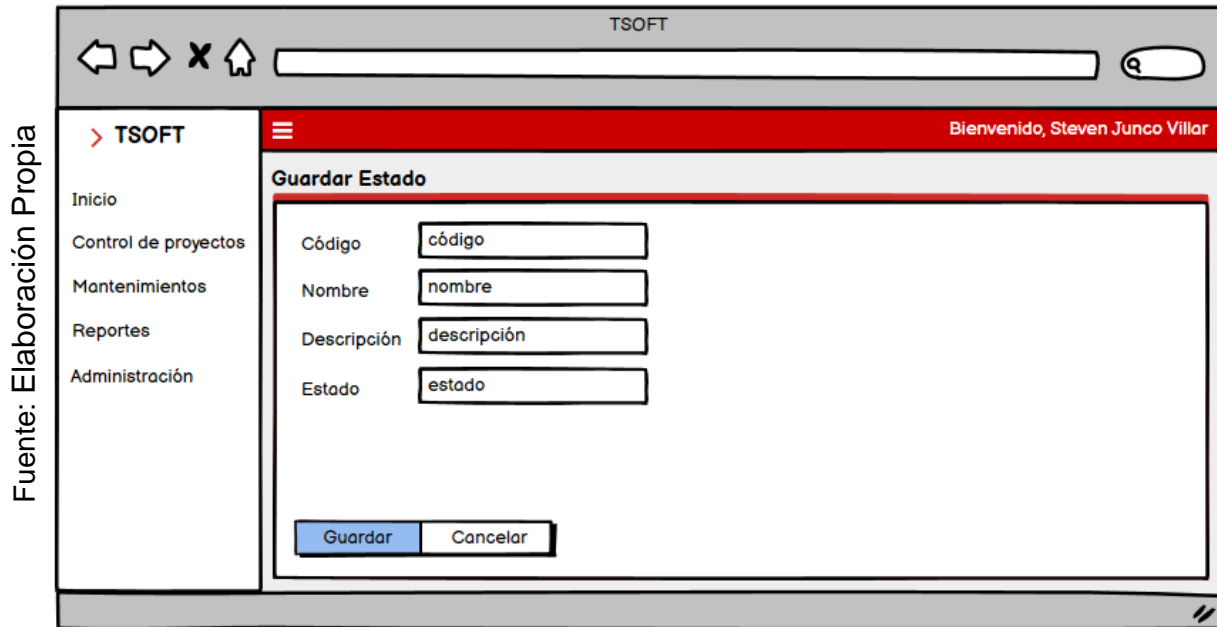 TSOFT
Fuente: Elaboración Propia
> TSOFT
Bienvenido, Steven Junco Villar
Inicio
Control de proyectos
Mantenimientos
Reportes
Administración
Guardar Estado
Código
código
Nombre
nombre
Descripción
descripción
Estado
estado
Guardar
Cancelar